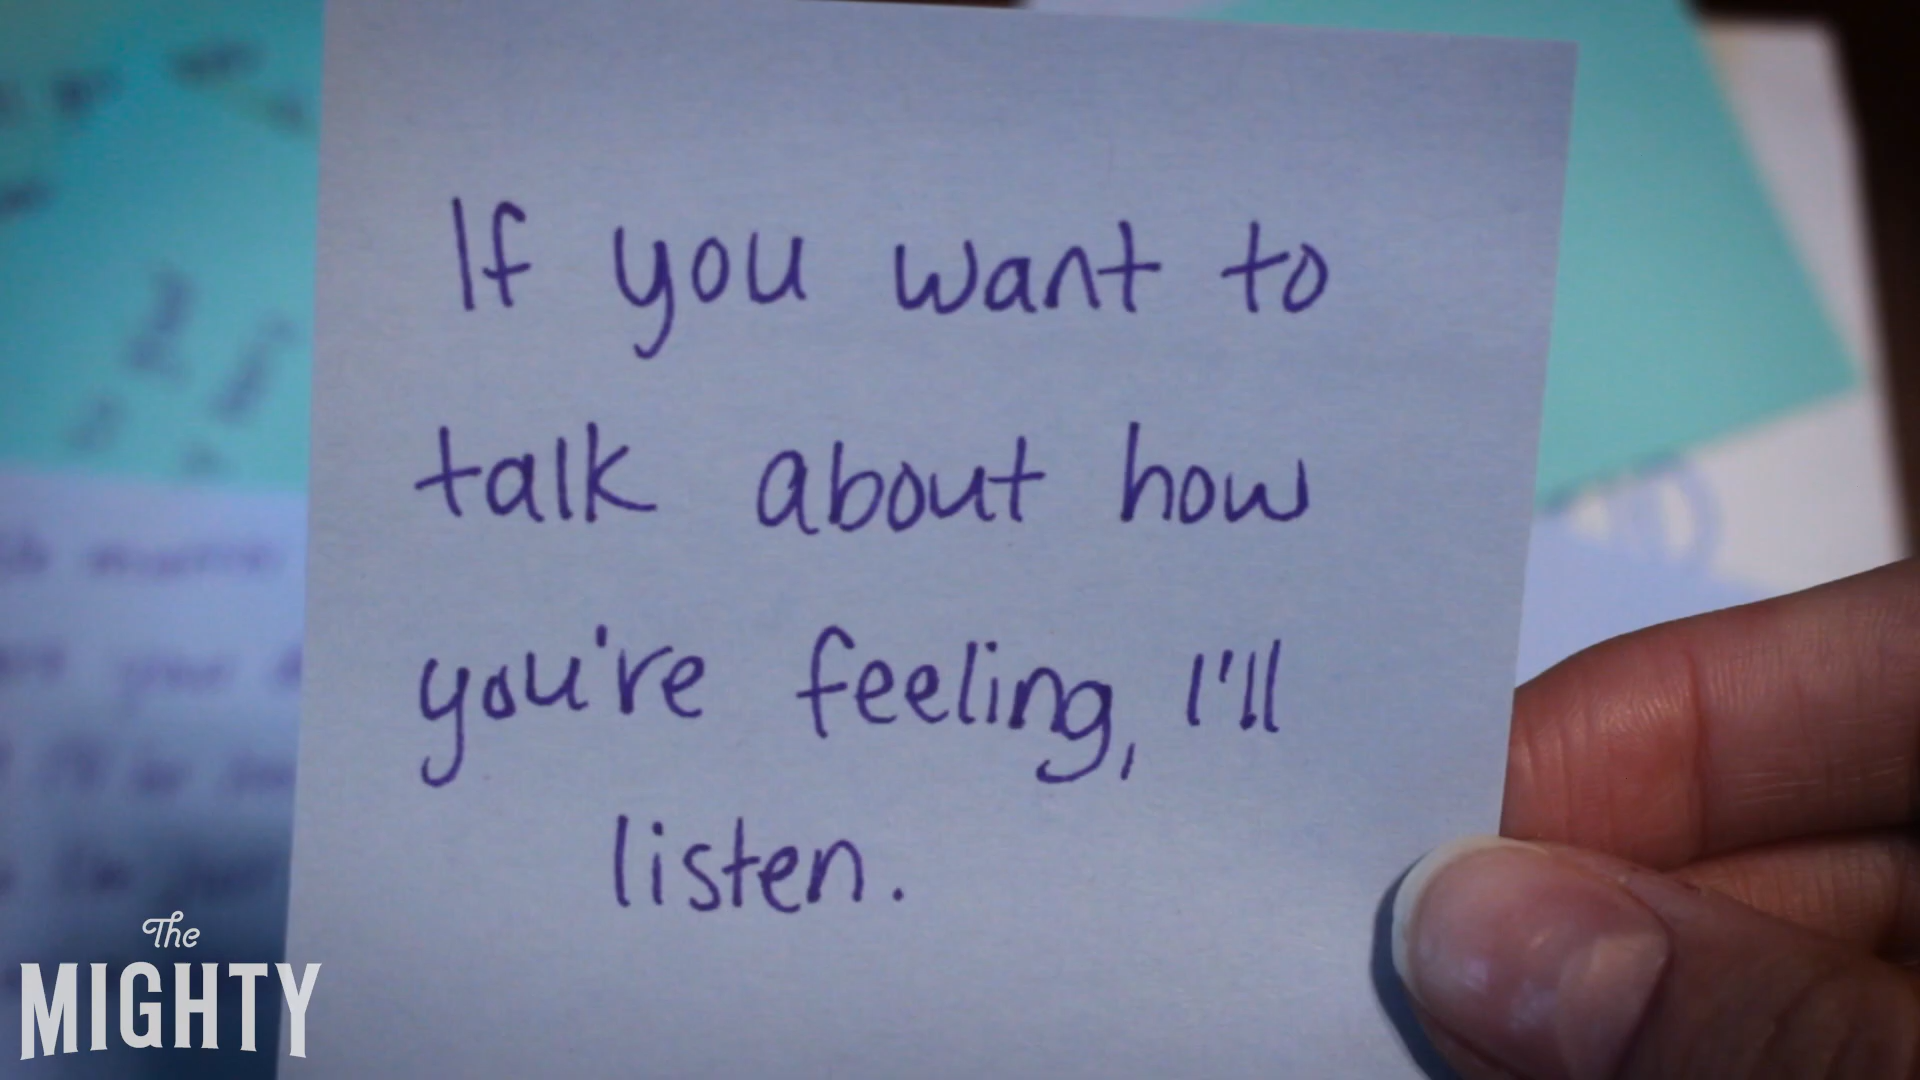 If you want to
talk about how
you're feeling, I'll
listen.
The
MIGHTY